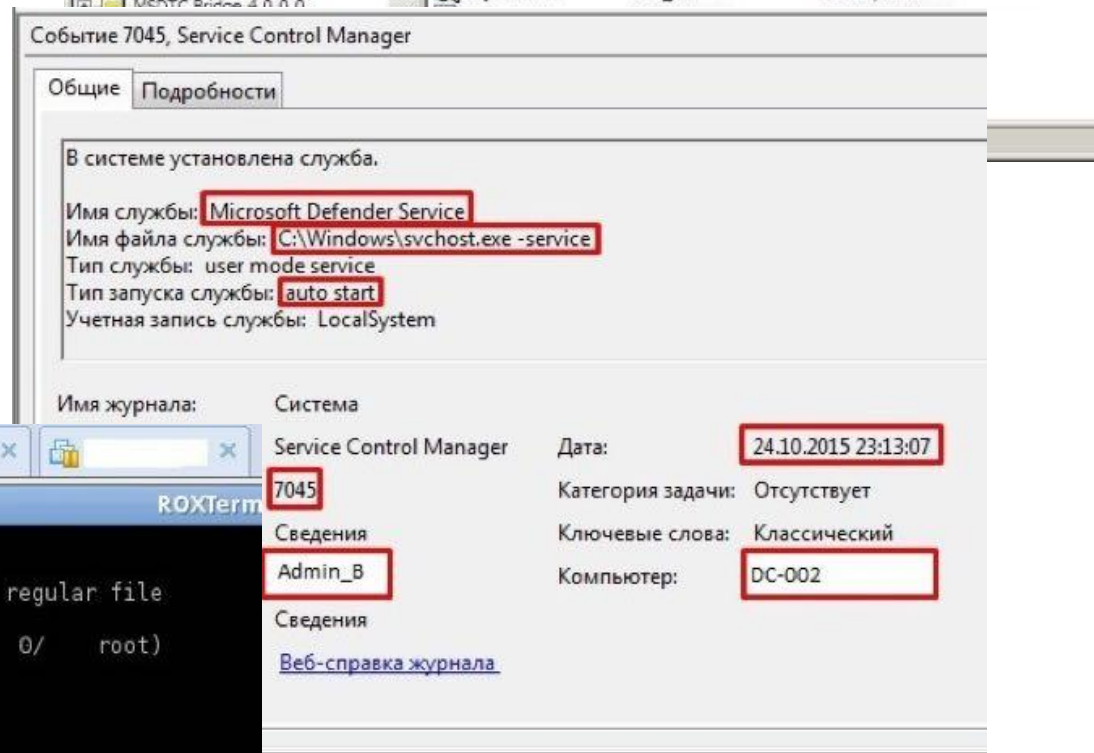 MSDTC Bridge 4.0.0.0
Событие 7045, Service Control Manager
Общие Подробности
В системе установлена служба.
Имя службы: Microsoft Defender Service
Имя файла службы: C:\Windows\svchost.exe -service
Тип службы: user mode service
Тип запуска службы: auto start
Учетная запись службы: LocalSystem
Имя журнала: Система
Service Control Manager Дата: 24.10.2015 23:13:07
7045 Категория задачи: Отсутствует
Сведения Ключевые слова: Классический
Admin_B Компьютер: DC-002
Сведения
Веб-справка журнала
ROXTerm
regular file
0/ root)